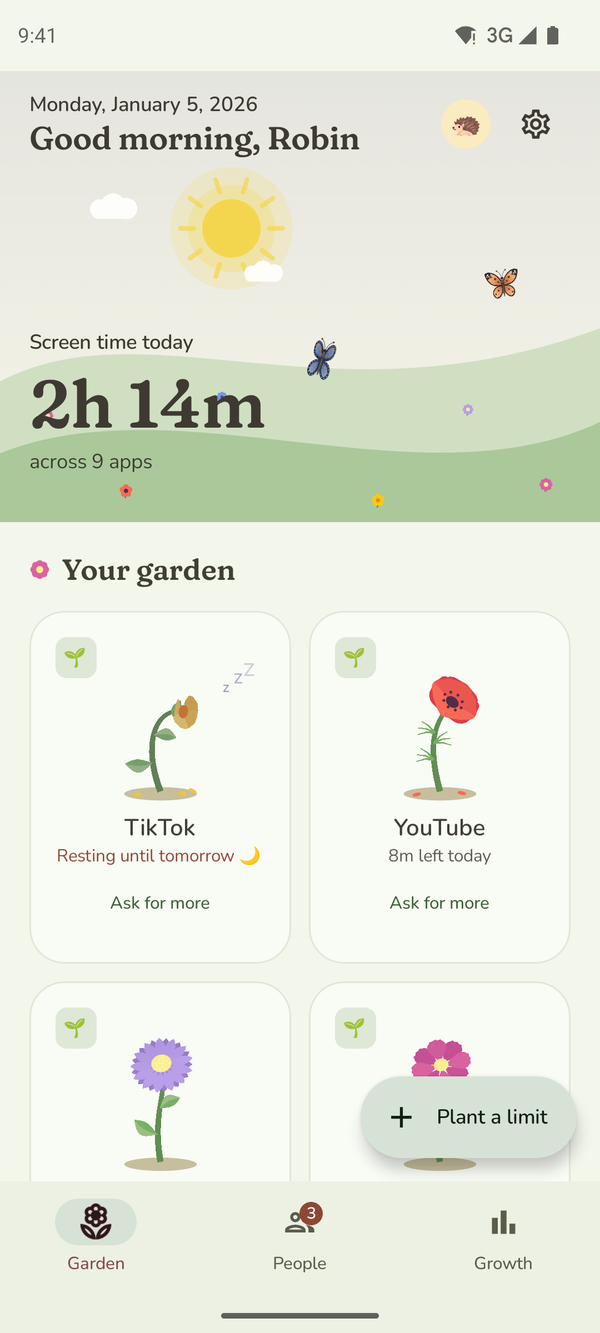 9:41
3G
Monday, January 5, 2026
Good morning, Robin
Screen time today
2h 14m
across 9 apps
Your garden
z z Z
TikTok
Resting until tomorrow 🌙
Ask for more
YouTube
8m left today
Ask for more
+ Plant a limit
3
Garden
People
Growth